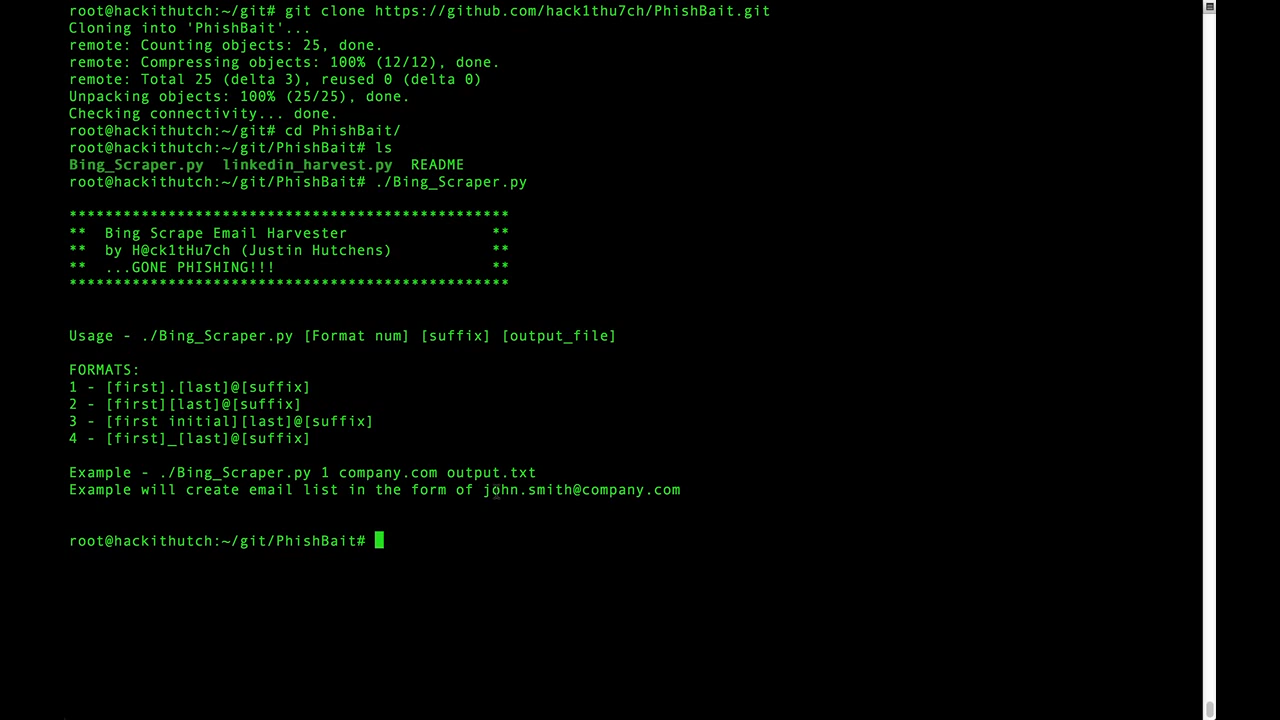 root@hackithutch:~/git# git clone https://github.com/hack1thu7ch/PhishBait.git
Cloning into 'PhishBait'...
remote: Counting objects: 25, done.
remote: Compressing objects: 100% (12/12), done.
remote: Total 25 (delta 3), reused 0 (delta 0)
Unpacking objects: 100% (25/25), done.
Checking connectivity... done.
root@hackithutch:~/git# cd PhishBait/
root@hackithutch:~/git/PhishBait# ls
Bing_Scraper.py  linkedin_harvest.py  README
root@hackithutch:~/git/PhishBait# ./Bing_Scraper.py
*************************************************
**  Bing Scrape Email Harvester                **
**  by H@ck1tHu7ch (Justin Hutchens)           **
**  ...GONE PHISHING!!!                        **
*************************************************
Usage - ./Bing_Scraper.py [Format num] [suffix] [output_file]
FORMATS:
1 - [first].[last]@[suffix]
2 - [first][last]@[suffix]
3 - [first initial][last]@[suffix]
4 - [first]_[last]@[suffix]
Example - ./Bing_Scraper.py 1 company.com output.txt
Example will create email list in the form of john.smith@company.com
root@hackithutch:~/git/PhishBait#